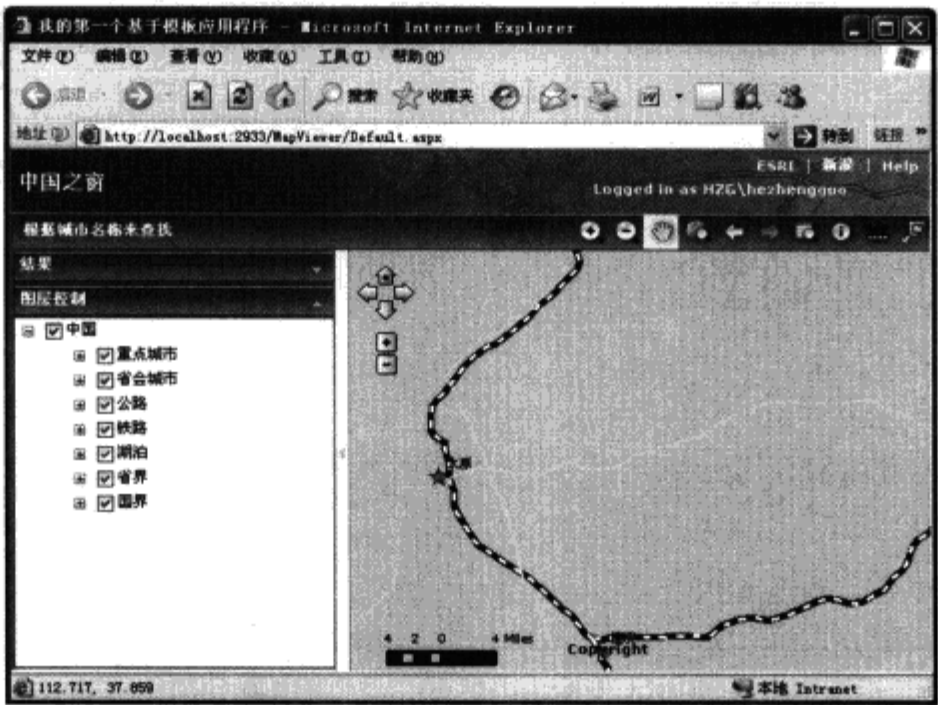 我的第一个基于模板应用程序 - Microsoft Internet Explorer
文件(F) 编辑(E) 查看(V) 收藏(A) 工具(T) 帮助(H)
后退 搜索 收藏夹
地址(D) http://localhost:2933/MapViewer/Default.aspx 转到 链接 »
ESRI | | Help
中国之窗
Logged in as HZG\hezhengguo
根据城市名称来查找
结果
图层控制
中国
重点城市
省会城市
公路
铁路
湖泊
省界
国界
太原
4 2 0 4 Miles
Copyright
112.717, 37.859 本地 Intranet